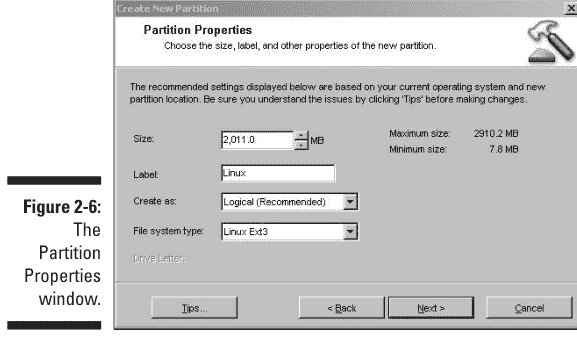 Create New Partition
Partition Properties
Choose the size, label, and other properties of the new partition.
The recommended settings displayed below are based on your current operating system and new
partition location. Be sure you understand the issues by clicking 'Tips' before making changes.
Size: 2,011.0 MB Maximum size: 2910.2 MB
Minimum size: 7.8 MB
Label: Linux
Create as: Logical (Recommended)
File system type: Linux Ext3
Drive Letter:
Tips... < Back Next > Cancel
Figure 2-6:
The
Partition
Properties
window.